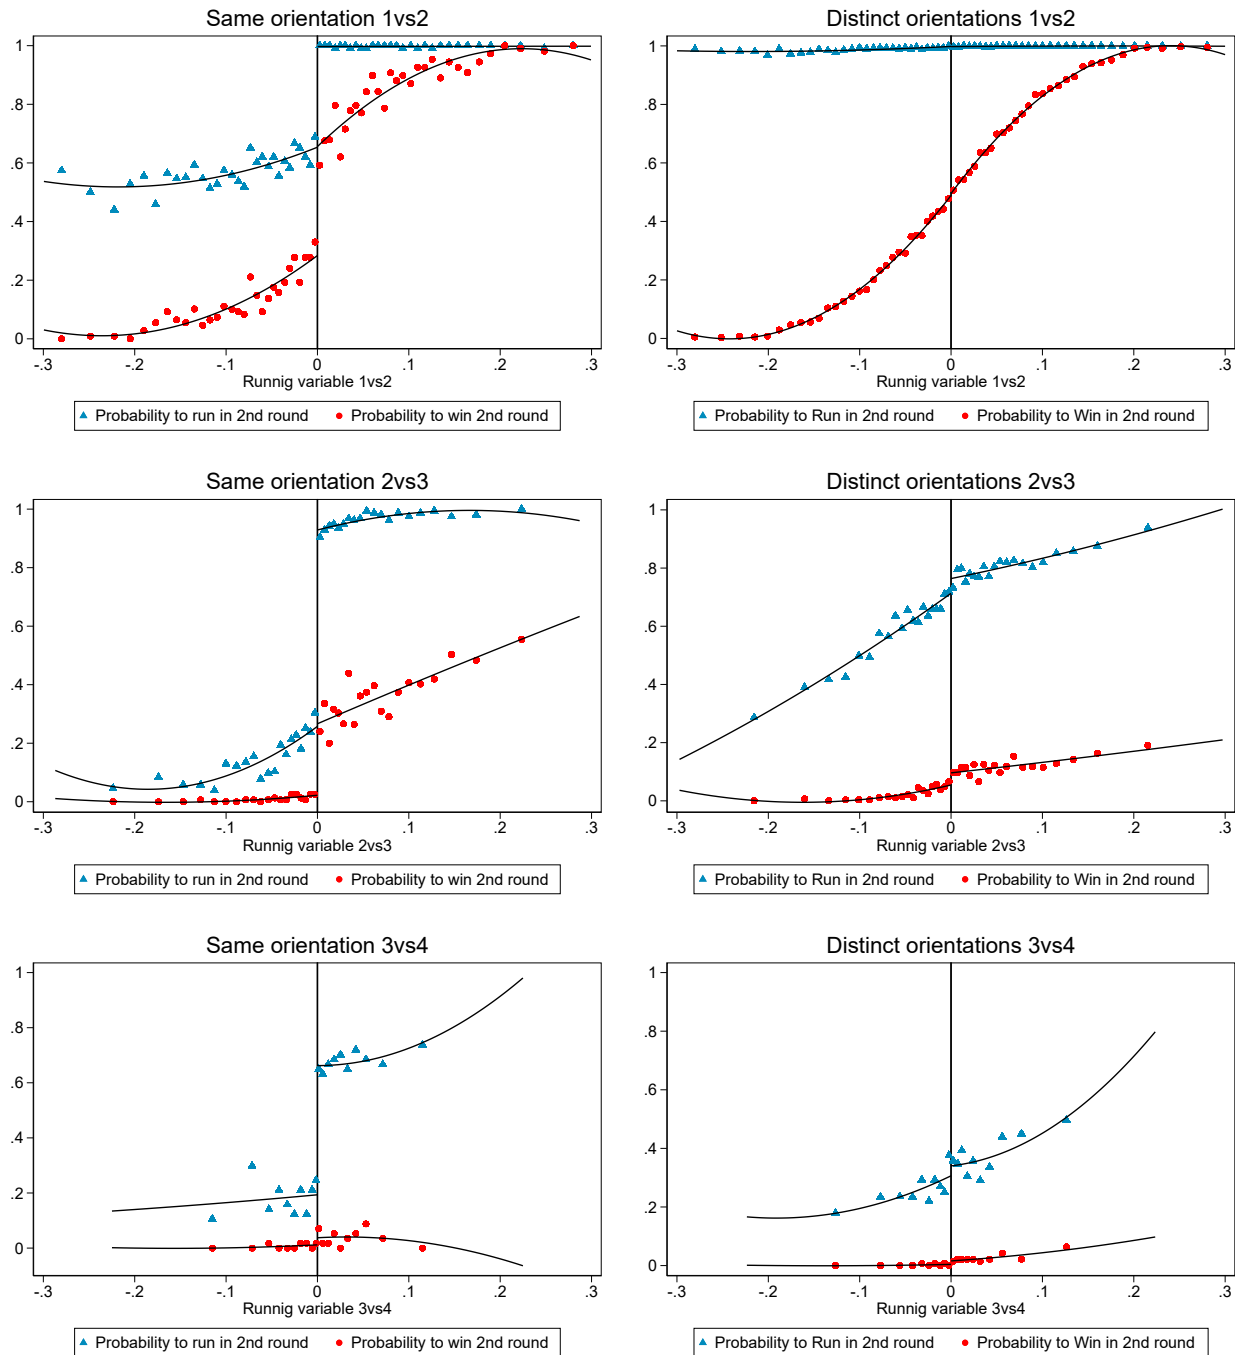 Same orientation 1vs2
1
.8
.6
.4
.2
0
-.3 -.2 -.1 0 .1 .2 .3
Runnig variable 1vs2
Probability to run in 2nd round Probability to win 2nd round
Distinct orientations 1vs2
1
.8
.6
.4
.2
0
-.3 -.2 -.1 0 .1 .2 .3
Runnig variable 1vs2
Probability to Run in 2nd round Probability to Win in 2nd round
Same orientation 2vs3
1
.8
.6
.4
.2
0
-.3 -.2 -.1 0 .1 .2 .3
Runnig variable 2vs3
Probability to run in 2nd round Probability to win 2nd round
Distinct orientations 2vs3
1
.8
.6
.4
.2
0
-.3 -.2 -.1 0 .1 .2 .3
Runnig variable 2vs3
Probability to Run in 2nd round Probability to Win in 2nd round
Same orientation 3vs4
1
.8
.6
.4
.2
0
-.3 -.2 -.1 0 .1 .2 .3
Runnig variable 3vs4
Probability to run in 2nd round Probability to win 2nd round
Distinct orientations 3vs4
1
.8
.6
.4
.2
0
-.3 -.2 -.1 0 .1 .2 .3
Runnig variable 3vs4
Probability to Run in 2nd round Probability to Win in 2nd round